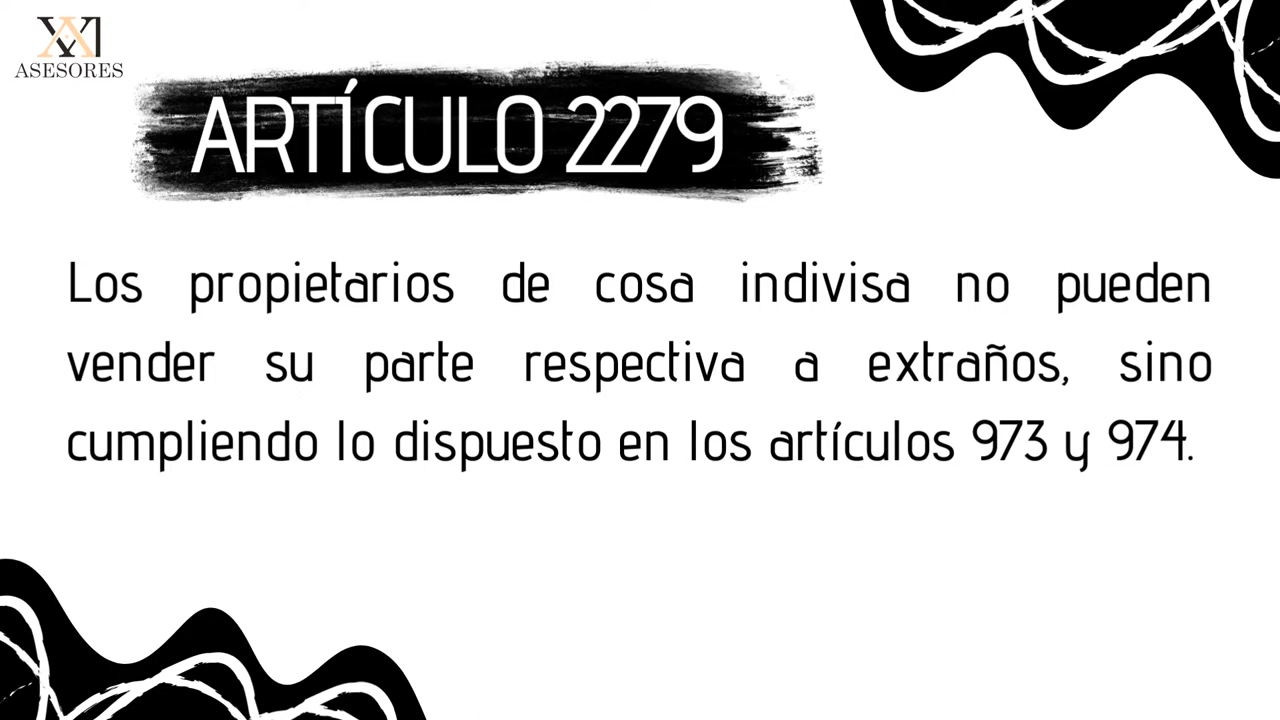 ASESORES
ARTÍCULO 2279
Los propietarios de cosa indivisa no pueden
vender su parte respectiva a extraños, sino
cumpliendo lo dispuesto en los artículos 973 y 974.